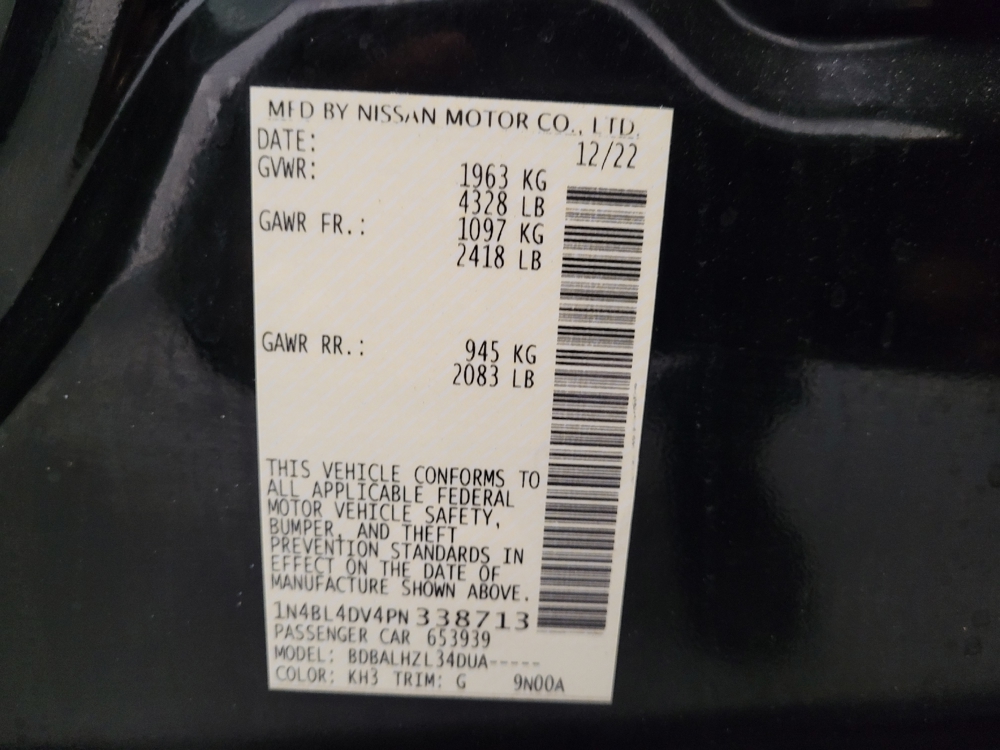 MFD BY NISSAN MOTOR CO., LTD.
DATE: 12/22
GVWR: 1963 KG
4328 LB
GAWR FR.: 1097 KG
2418 LB
GAWR RR.: 945 KG
2083 LB
THIS VEHICLE CONFORMS TO
ALL APPLICABLE FEDERAL
MOTOR VEHICLE SAFETY,
BUMPER, AND THEFT
PREVENTION STANDARDS IN
EFFECT ON THE DATE OF
MANUFACTURE SHOWN ABOVE.
1N4BL4DV4PN338713
PASSENGER CAR 653939
MODEL: BDBALHZL34DUA-----
COLOR: KH3 TRIM: G 9N00A